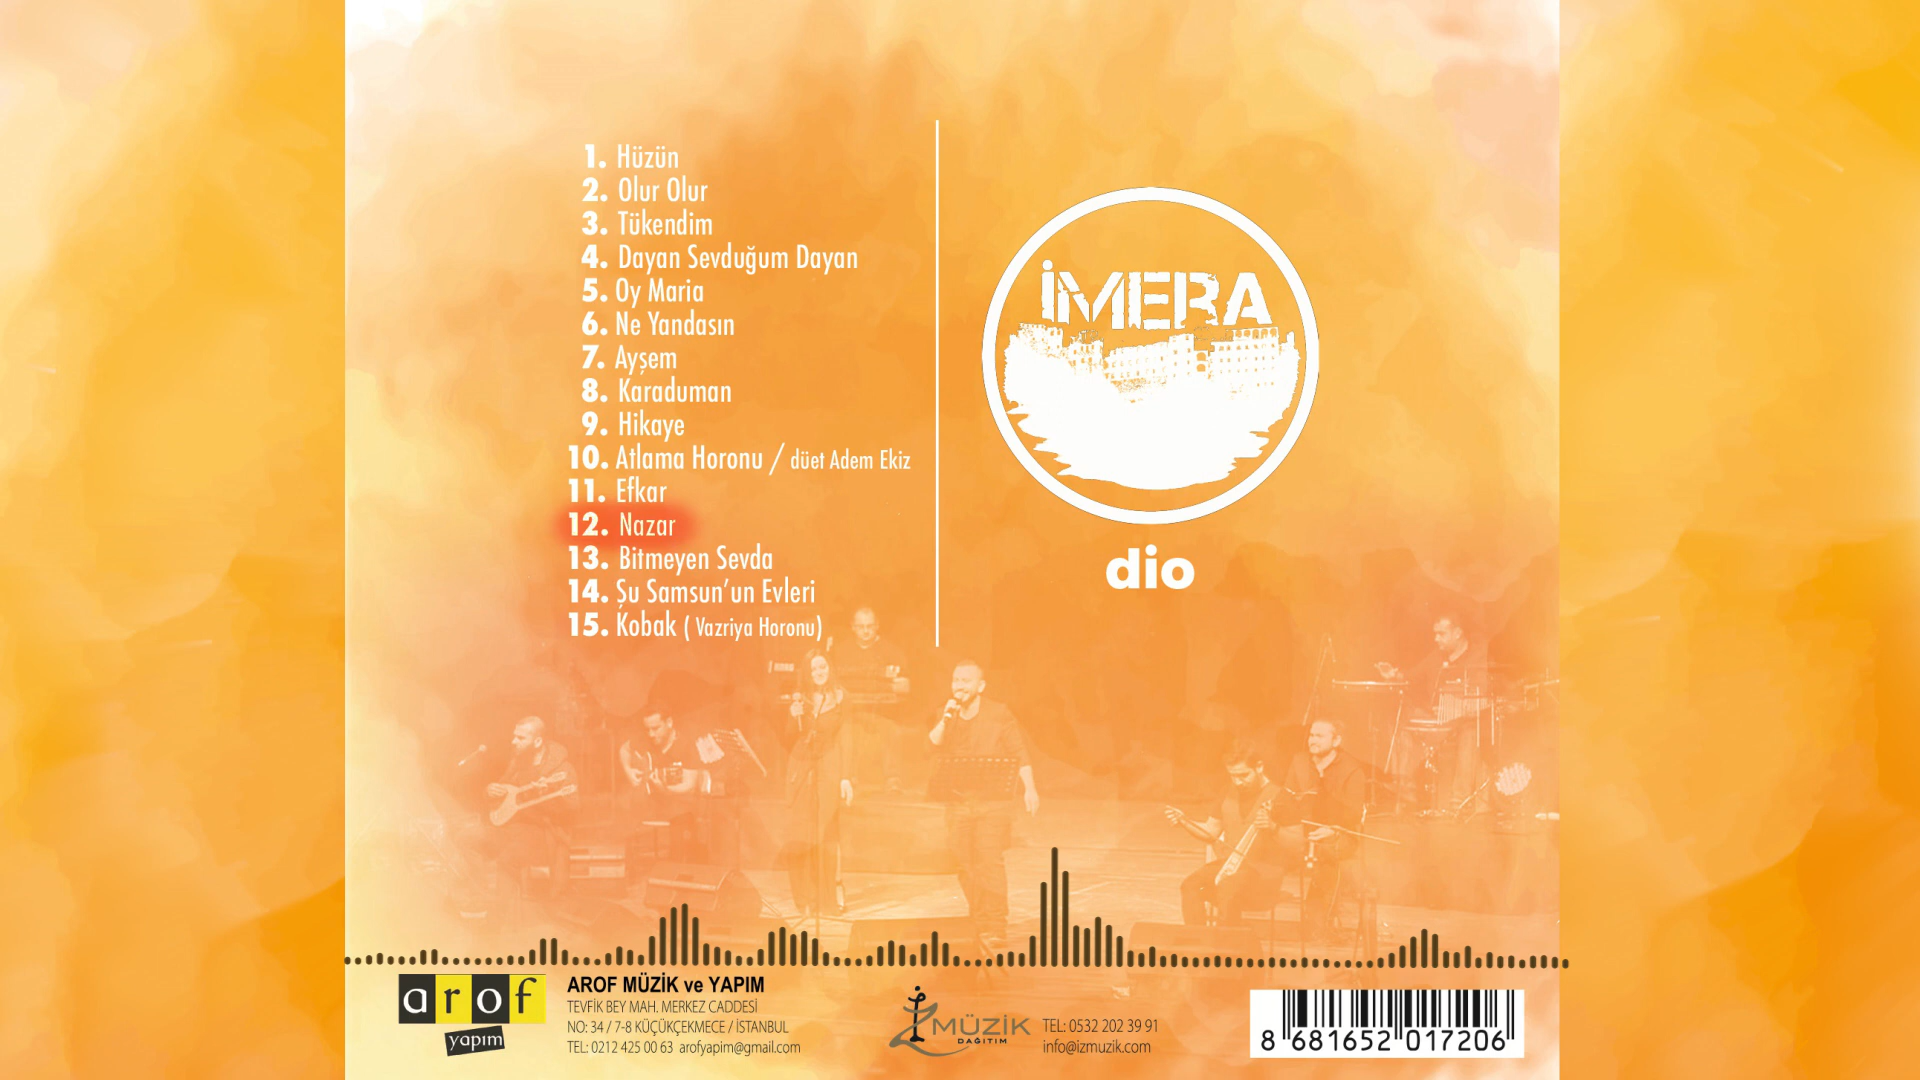 1. Hüzün
2. Olur Olur
3. Tükendim
4. Dayan Sevduğum Dayan
5. Oy Maria
6. Ne Yandasın
7. Ayşem
8. Karaduman
9. Hikaye
10. Atlama Horonu / düet Adem Ekiz
11. Efkar
12. Nazar
13. Bitmeyen Sevda
14. Şu Samsun'un Evleri
15. Kobak ( Vazriya Horonu)
İMERA
dio
arof
yapım
AROF MÜZİK ve YAPIM
TEVFİK BEY MAH. MERKEZ CADDESİ
NO: 34 / 7-8 KÜÇÜKÇEKMECE / İSTANBUL
TEL: 0212 425 00 63 arofyapim@gmail.com
İZ MÜZİK
DAĞITIM
TEL: 0532 202 39 91
info@izmuzik.com
8 681652 017206